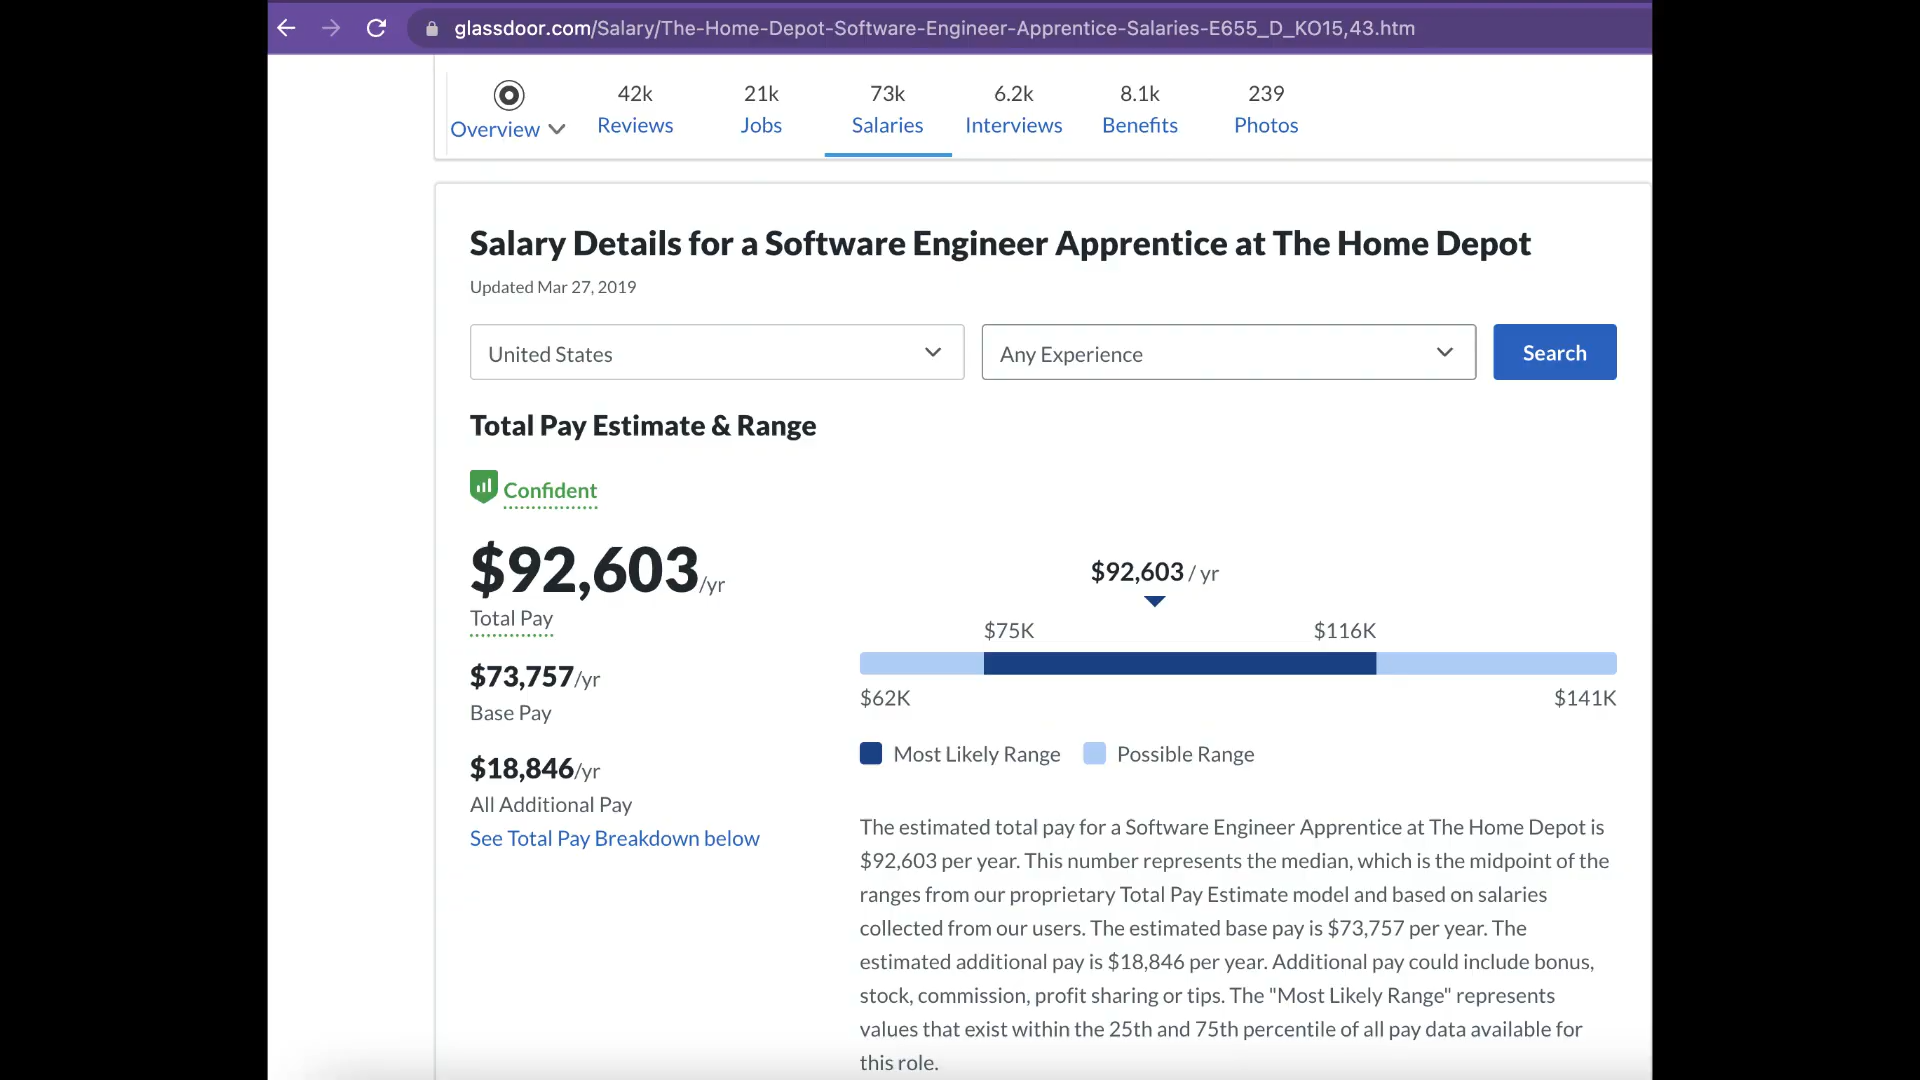 glassdoor.com/Salary/The-Home-Depot-Software-Engineer-Apprentice-Salaries-E655_D_KO15,43.htm
42k 21k 73k 6.2k 8.1k 239
Overview Reviews Jobs Salaries Interviews Benefits Photos
Salary Details for a Software Engineer Apprentice at The Home Depot
Updated Mar 27, 2019
United States Any Experience Search
Total Pay Estimate & Range
Confident
$92,603/yr
Total Pay
$73,757/yr
Base Pay
$18,846/yr
All Additional Pay
See Total Pay Breakdown below
$92,603 / yr
$75K $116K
$62K $141K
Most Likely Range Possible Range
The estimated total pay for a Software Engineer Apprentice at The Home Depot is
$92,603 per year. This number represents the median, which is the midpoint of the
ranges from our proprietary Total Pay Estimate model and based on salaries
collected from our users. The estimated base pay is $73,757 per year. The
estimated additional pay is $18,846 per year. Additional pay could include bonus,
stock, commission, profit sharing or tips. The "Most Likely Range" represents
values that exist within the 25th and 75th percentile of all pay data available for
this role.